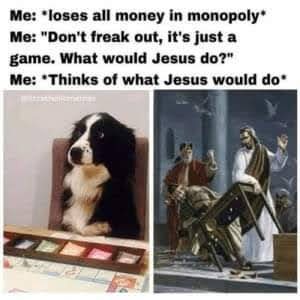 Me: *loses all money in monopoly*
Me: "Don't freak out, it's just a
game. What would Jesus do?"
Me: *Thinks of what Jesus would do*